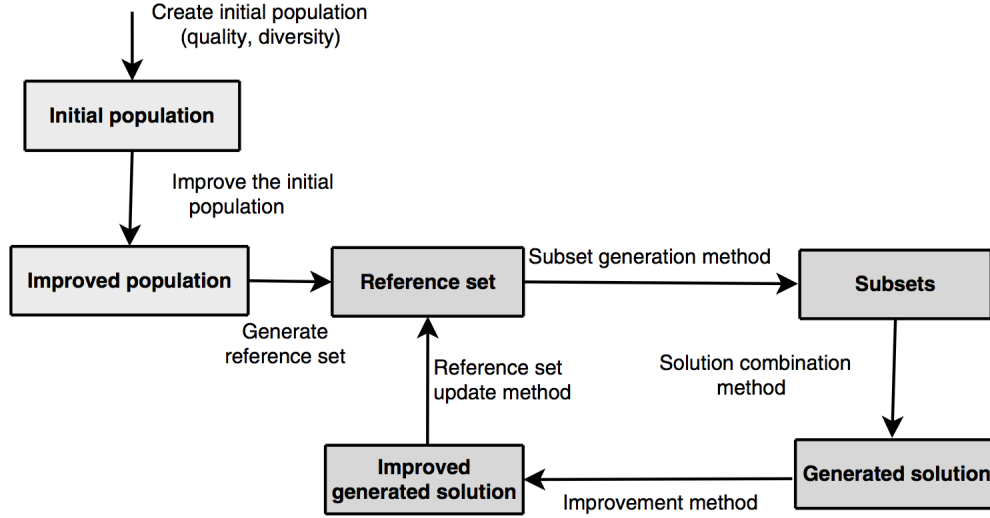 Create initial population
(quality, diversity)
Initial population
Improve the initial
population
Improved population
Generate
reference set
Reference set
Subset generation method
Subsets
Solution combination
method
Generated solution
Improvement method
Improved
generated solution
Reference set
update method